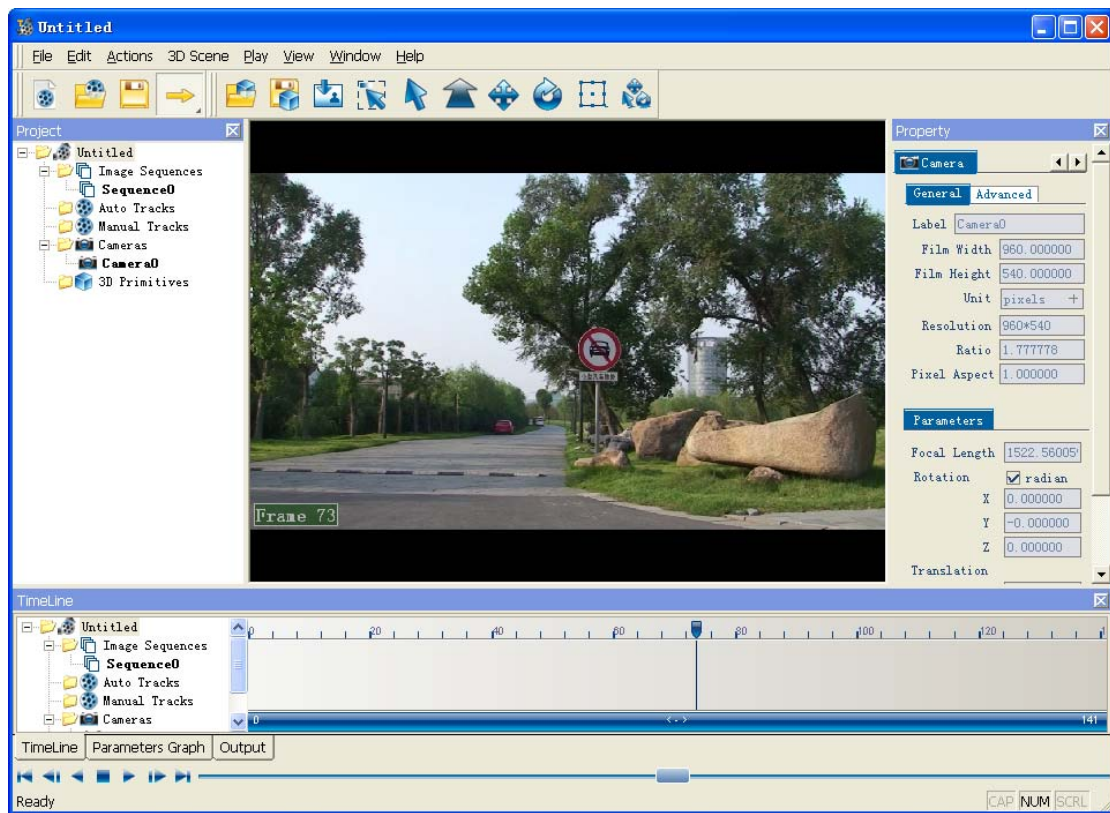 Untitled
File Edit Actions 3D Scene Play View Window Help
Project
Untitled
Image Sequences
Sequence0
Auto Tracks
Manual Tracks
Cameras
Camera0
3D Primitives
Frame 73
Property
Camera
General Advanced
Label Camera0
Film Width 960.000000
Film Height 540.000000
Unit pixels
Resolution 960*540
Ratio 1.777778
Pixel Aspect 1.000000
Parameters
Focal Length 1522.56005
Rotation radian
X 0.000000
Y -0.000000
Z 0.000000
Translation
TimeLine
Untitled
Image Sequences
Sequence0
Auto Tracks
Manual Tracks
Cameras
0 20 40 60 80 100 120
0 <-> 141
TimeLine Parameters Graph Output
Ready
CAP NUM SCRL